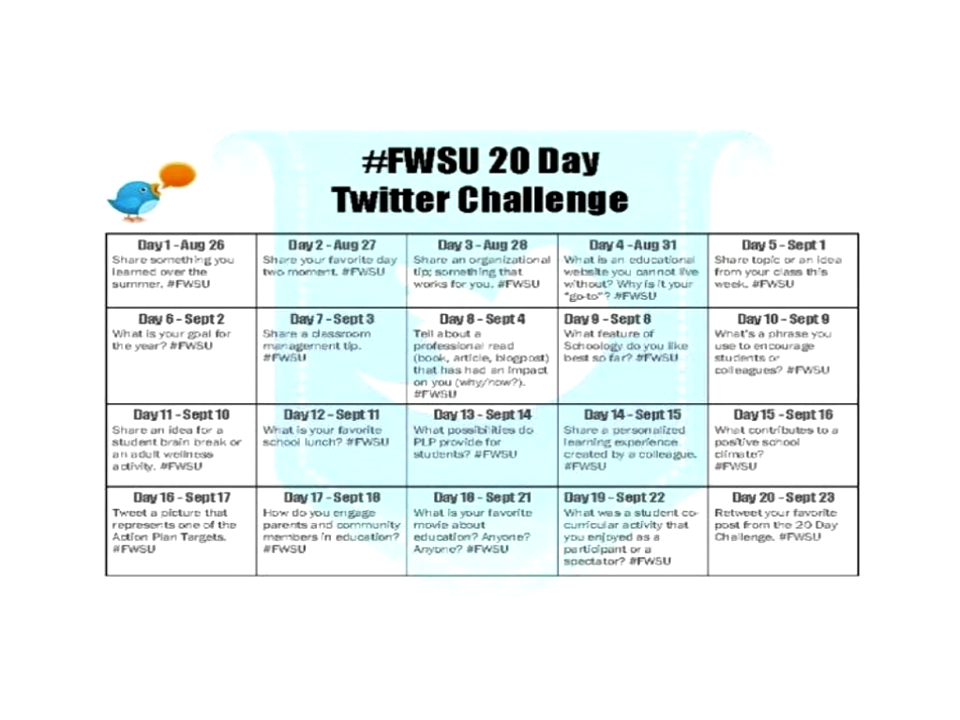 #FWSU 20 Day
Twitter Challenge
Day 1 - Aug 26
Share something you
learned over the
summer. #FWSU
Day 2 - Aug 27
Share your favorite day
two moment. #FWSU
Day 3 - Aug 28
Share an organizational
tip; something that
works for you. #FWSU
Day 4 - Aug 31
What is an educational
website you cannot live
without? Why is it your
"go-to"? #FWSU
Day 5 - Sept 1
Share topic or an idea
from your class this
week. #FWSU
Day 6 - Sept 2
What is your goal for
the year? #FWSU
Day 7 - Sept 3
Share a classroom
management tip.
#FWSU
Day 8 - Sept 4
Tell about a
professional read
(book, article, blogpost)
that has had an impact
on you (why/how?).
#FWSU
Day 9 - Sept 8
What feature of
Schoology do you like
best so far? #FWSU
Day 10 - Sept 9
What's a phrase you
use to encourage
students or
colleagues? #FWSU
Day 11 - Sept 10
Share an idea for a
student brain break or
an adult wellness
activity. #FWSU
Day 12 - Sept 11
What is your favorite
school lunch? #FWSU
Day 13 - Sept 14
What possibilities do
PLP provide for
students? #FWSU
Day 14 - Sept 15
Share a personalized
learning experience
created by a colleague.
#FWSU
Day 15 - Sept 16
What contributes to a
positive school
climate?
#FWSU
Day 16 - Sept 17
Tweet a picture that
represents one of the
Action Plan Targets.
#FWSU
Day 17 - Sept 18
How do you engage
parents and community
members in education?
#FWSU
Day 18 - Sept 21
What is your favorite
movie about
education? Anyone?
Anyone? #FWSU
Day 19 - Sept 22
What was a student co-
curricular activity that
you enjoyed as a
participant or a
spectator? #FWSU
Day 20 - Sept 23
Retweet your favorite
post from the 20 Day
Challenge. #FWSU